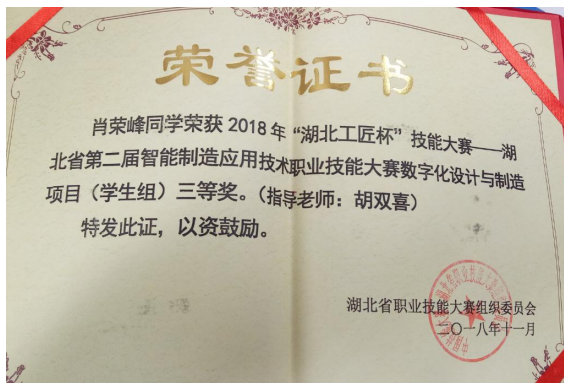 荣誉证书
肖荣峰同学荣获 2018 年 “湖北工匠杯” 技能大赛——湖
北省第二届智能制造应用技术职业技能大赛数字化设计与制造
项目（学生组）三等奖。（指导老师：胡双喜）
特发此证，以资鼓励。
湖北省职业技能大赛组织委员会
二〇一八年十一月